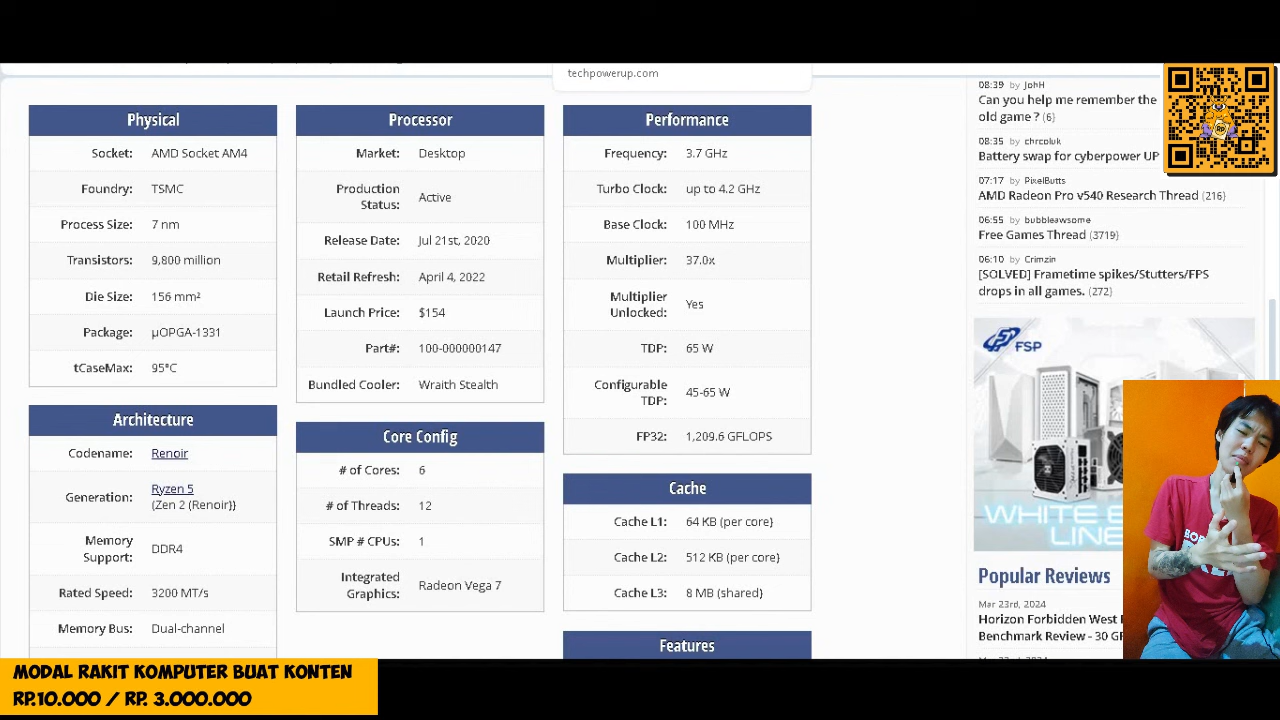 techpowerup.com
Physical
Socket: AMD Socket AM4
Foundry: TSMC
Process Size: 7 nm
Transistors: 9,800 million
Die Size: 156 mm²
Package: µOPGA-1331
tCaseMax: 95°C
Architecture
Codename: Renoir
Generation: Ryzen 5
(Zen 2 (Renoir))
Memory
Support: DDR4
Rated Speed: 3200 MT/s
Memory Bus: Dual-channel
Processor
Market: Desktop
Production
Status: Active
Release Date: Jul 21st, 2020
Retail Refresh: April 4, 2022
Launch Price: $154
Part#: 100-000000147
Bundled Cooler: Wraith Stealth
Core Config
# of Cores: 6
# of Threads: 12
SMP # CPUs: 1
Integrated
Graphics: Radeon Vega 7
Performance
Frequency: 3.7 GHz
Turbo Clock: up to 4.2 GHz
Base Clock: 100 MHz
Multiplier: 37.0x
Multiplier
Unlocked: Yes
TDP: 65 W
Configurable
TDP: 45-65 W
FP32: 1,209.6 GFLOPS
Cache
Cache L1: 64 KB (per core)
Cache L2: 512 KB (per core)
Cache L3: 8 MB (shared)
Features
08:39 by JohH
Can you help me remember the
old game ? (6)
08:35 by chrcoluk
Battery swap for cyberpower UP
07:17 by PixelButts
AMD Radeon Pro v540 Research Thread (216)
06:55 by bubbleawsome
Free Games Thread (3719)
06:10 by Crimzin
[SOLVED] Frametime spikes/Stutters/FPS
drops in all games. (272)
FSP
WHITE
LINE
Popular Reviews
Mar 23rd, 2024
Horizon Forbidden West
Benchmark Review - 30
MODAL RAKIT KOMPUTER BUAT KONTEN
RP.10.000 / RP. 3.000.000